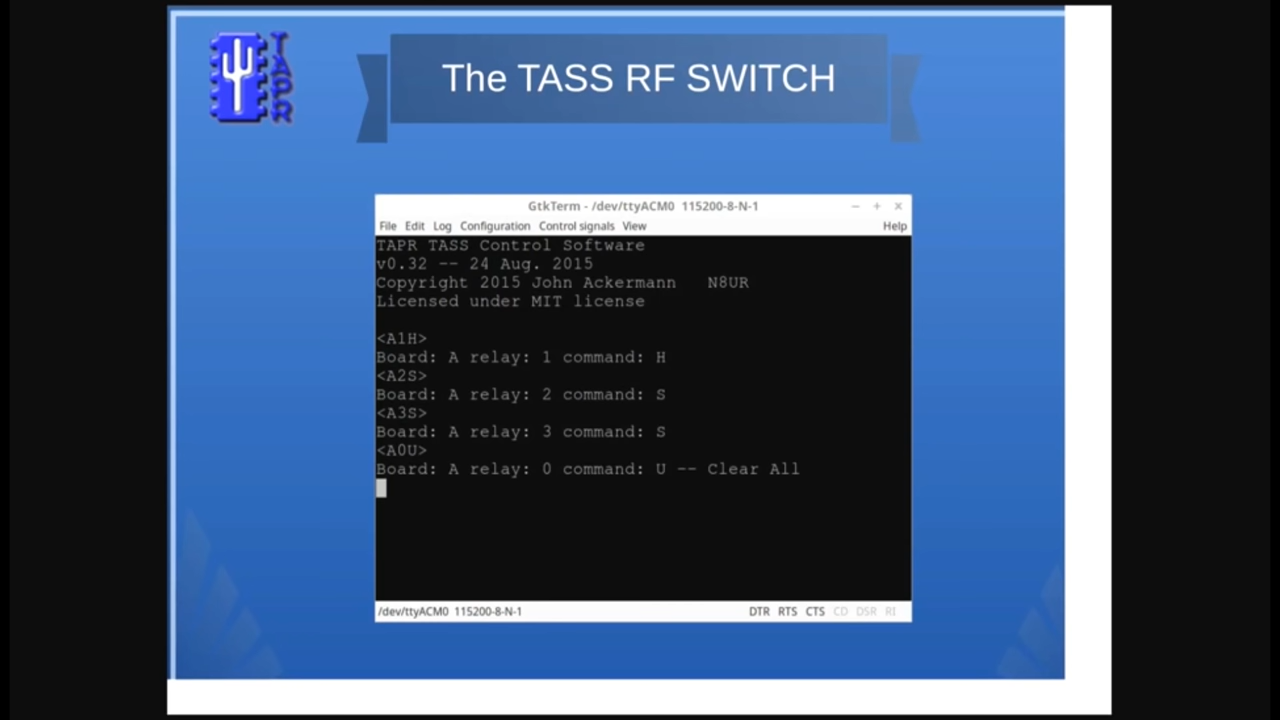 TAPR
The TASS RF SWITCH
GtkTerm - /dev/ttyACM0 115200-8-N-1
File Edit Log Configuration Control signals View Help
TAPR TASS Control Software
v0.32 -- 24 Aug. 2015
Copyright 2015 John Ackermann N8UR
Licensed under MIT license
<A1H>
Board: A relay: 1 command: H
<A2S>
Board: A relay: 2 command: S
<A3S>
Board: A relay: 3 command: S
<A0U>
Board: A relay: 0 command: U -- Clear All
/dev/ttyACM0 115200-8-N-1 DTR RTS CTS CD DSR RI